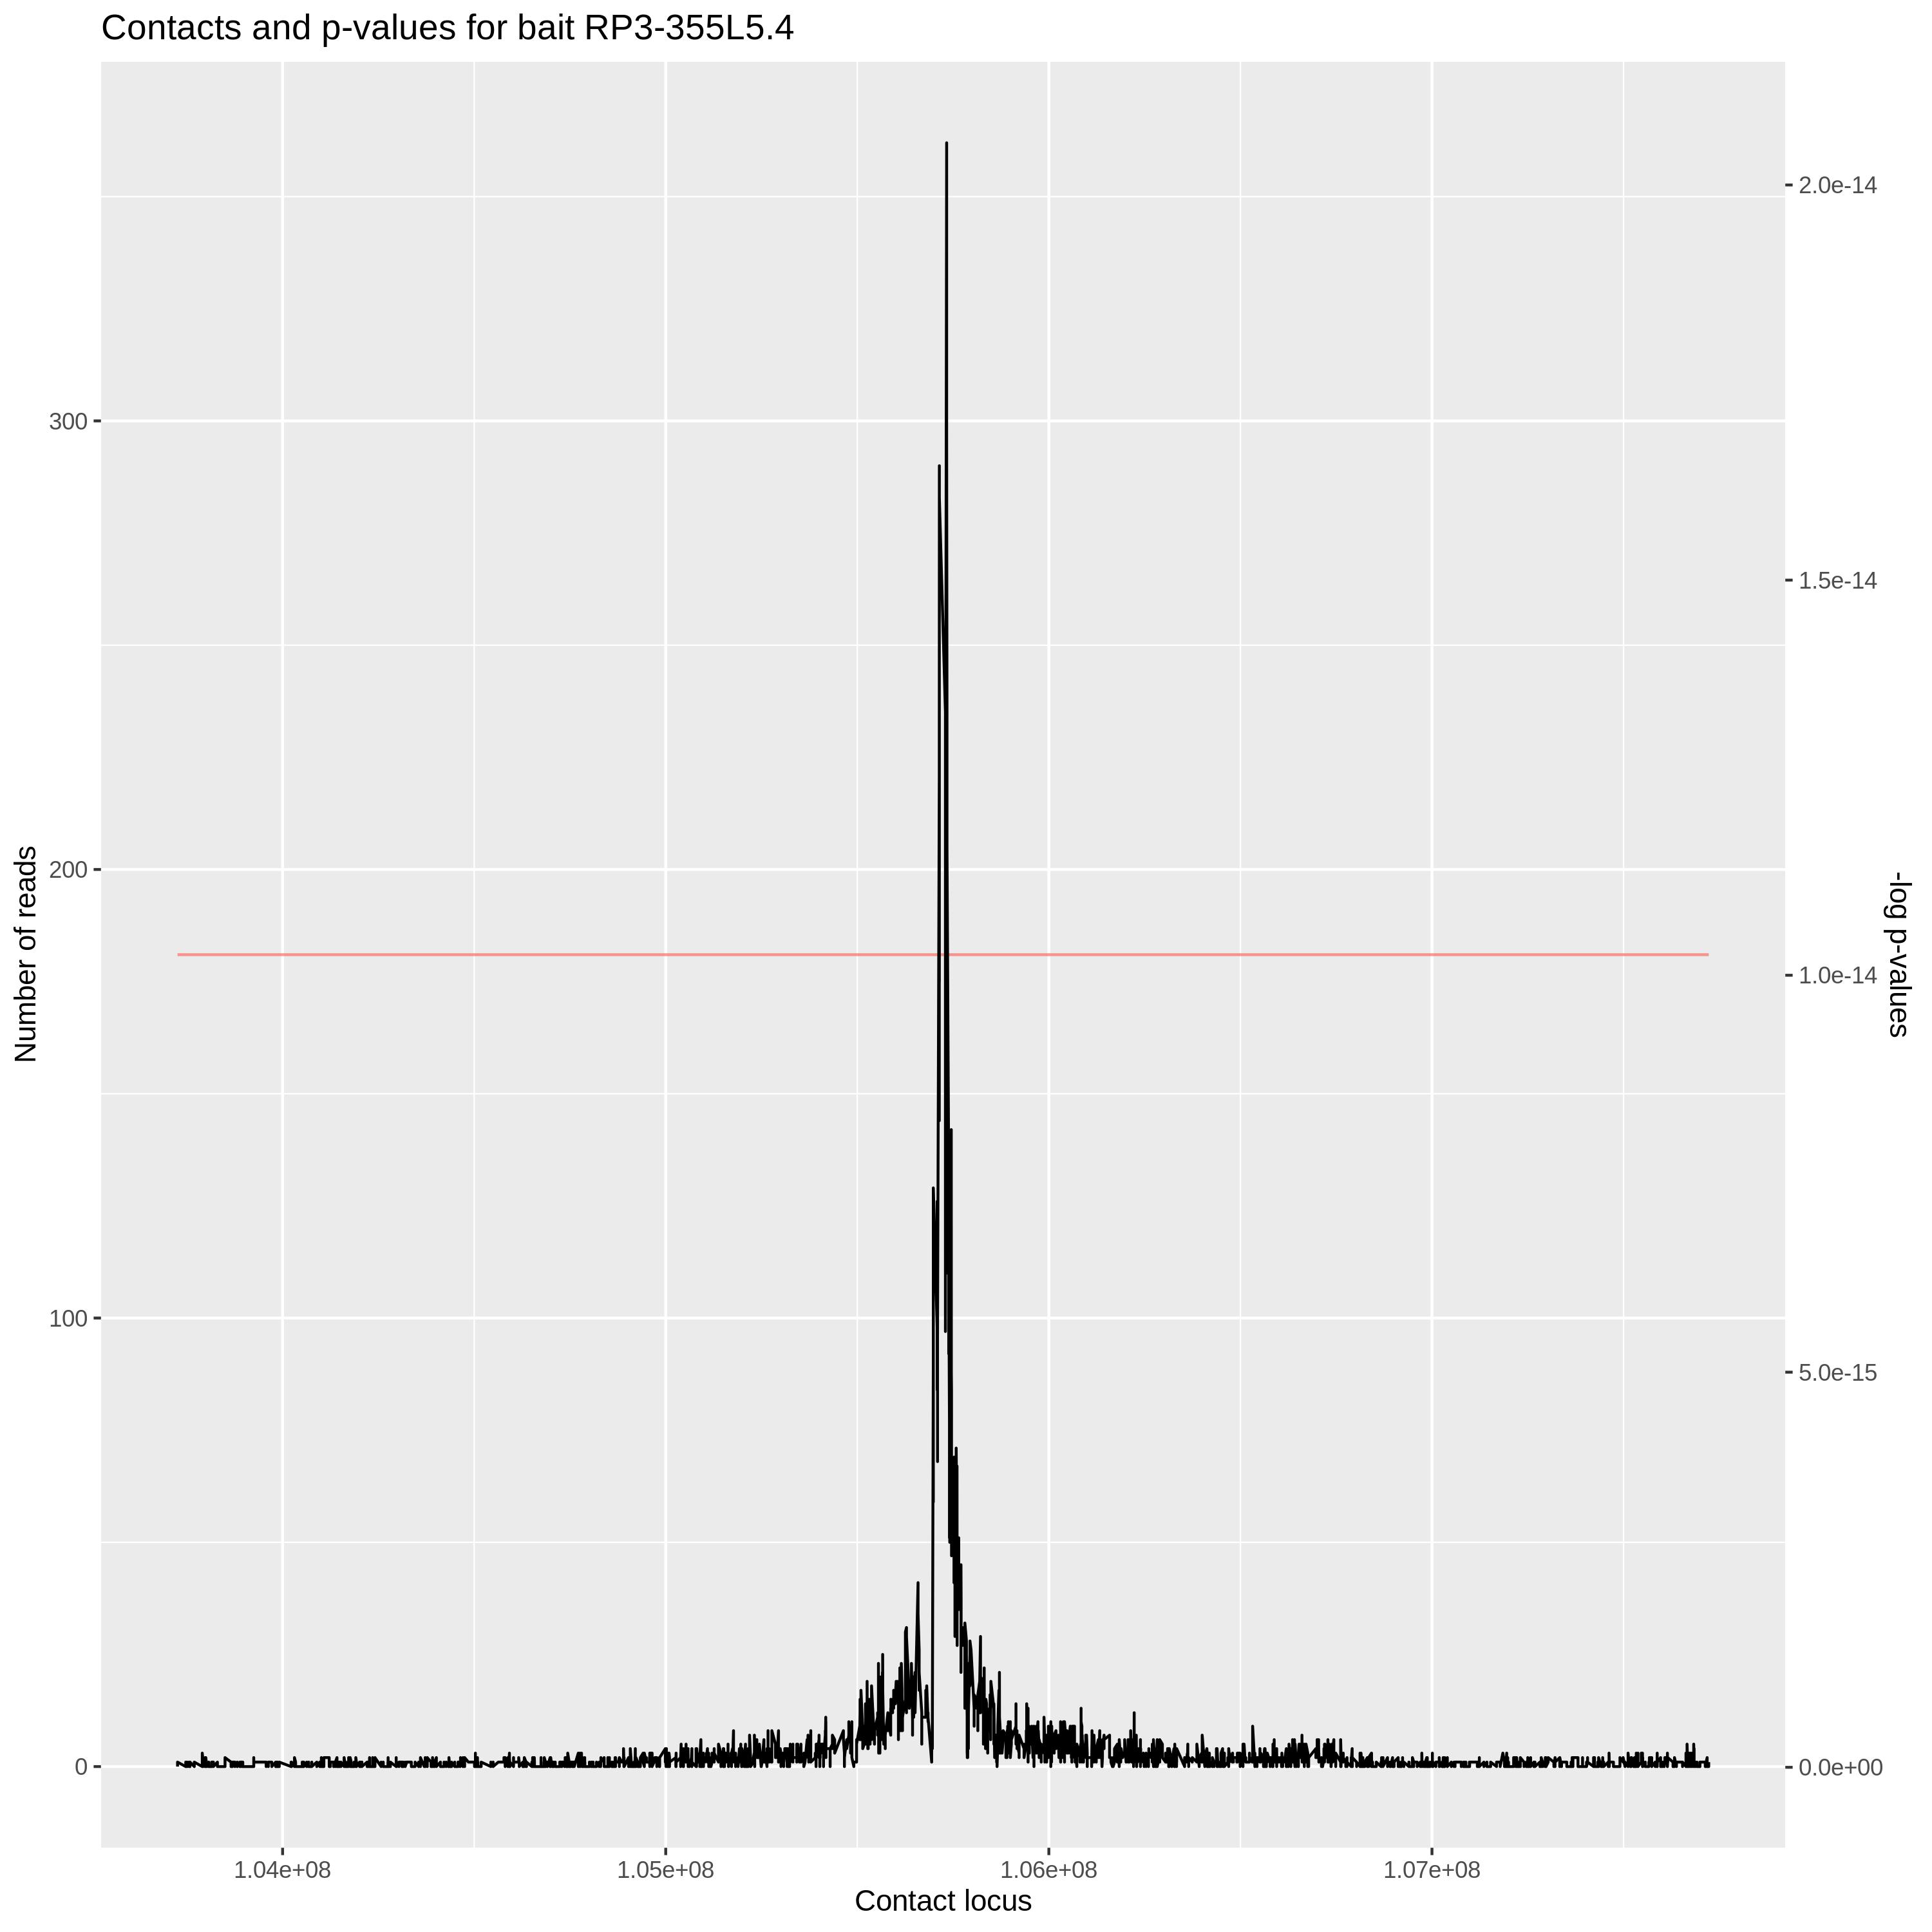 Contacts and p-values for bait RP3-355L5.4
Number of reads
300
200
100
0
2.0e-14
1.5e-14
1.0e-14
5.0e-15
0.0e+00
-log p-values
1.04e+08
1.05e+08
1.06e+08
1.07e+08
Contact locus